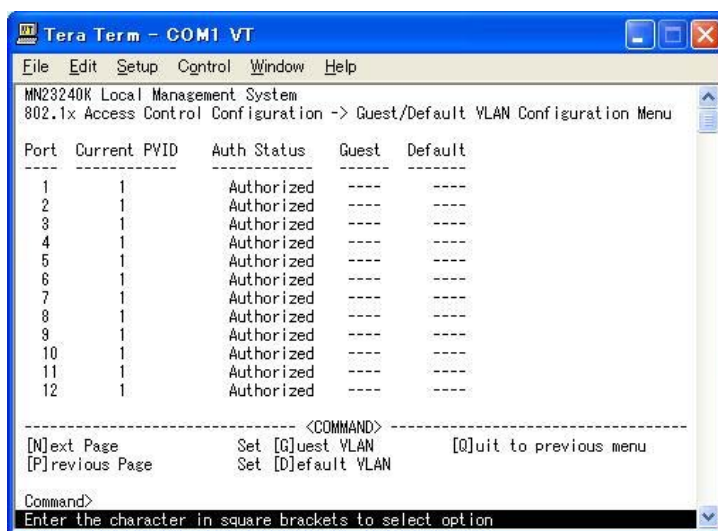 Tera Term - COM1 VT
File Edit Setup Control Window Help
MN23240K Local Management System
802.1x Access Control Configuration -> Guest/Default VLAN Configuration Menu
Port Current PVID Auth Status Guest Default
---- ------------ ------------- ------- -------
1 1 Authorized ---- ----
2 1 Authorized ---- ----
3 1 Authorized ---- ----
4 1 Authorized ---- ----
5 1 Authorized ---- ----
6 1 Authorized ---- ----
7 1 Authorized ---- ----
8 1 Authorized ---- ----
9 1 Authorized ---- ----
10 1 Authorized ---- ----
11 1 Authorized ---- ----
12 1 Authorized ---- ----
-------------------------------- <COMMAND> ----------------------------------
[N]ext Page Set [G]uest VLAN [Q]uit to previous menu
[P]revious Page Set [D]efault VLAN
Command>
Enter the character in square brackets to select option